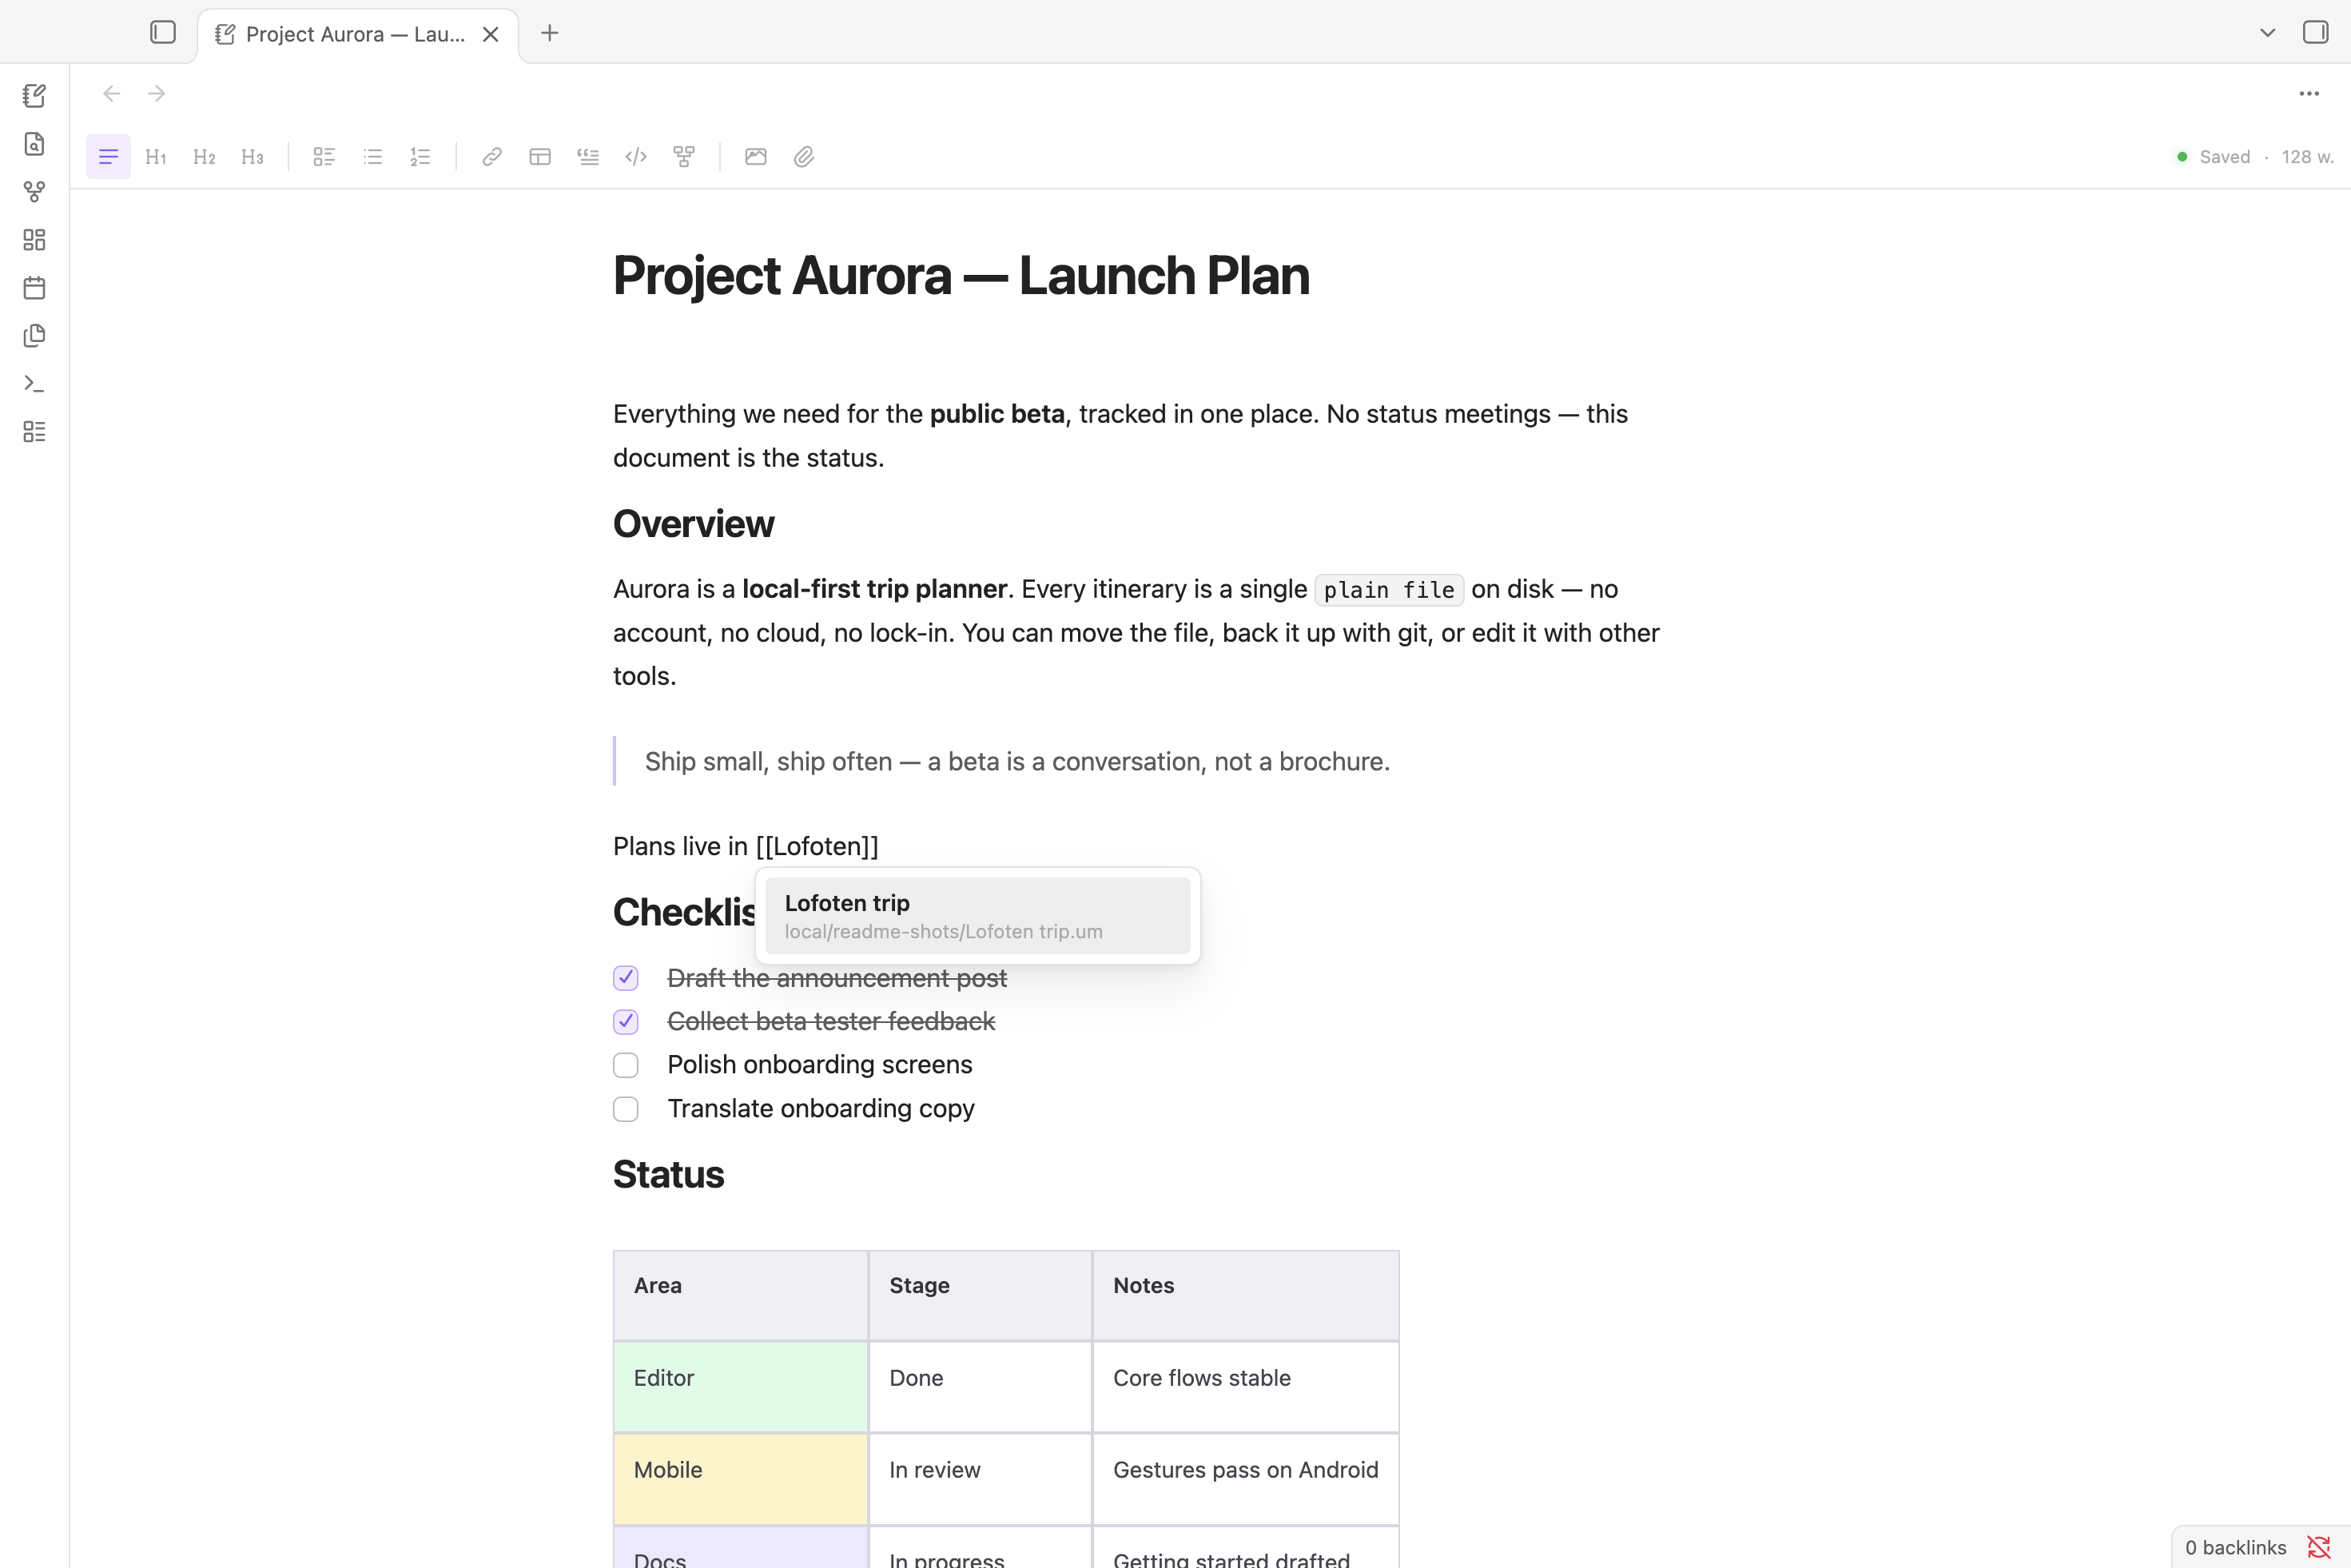 Project Aurora — Lau...
H1 H2 H3
Saved · 128 w.
Project Aurora — Launch Plan
Everything we need for the public beta, tracked in one place. No status meetings — this
document is the status.
Overview
Aurora is a local-first trip planner. Every itinerary is a single plain file on disk — no
account, no cloud, no lock-in. You can move the file, back it up with git, or edit it with other
tools.
Ship small, ship often — a beta is a conversation, not a brochure.
Plans live in [[Lofoten]]
Lofoten trip
local/readme-shots/Lofoten trip.um
Checklis
Draft the announcement post
Collect beta tester feedback
Polish onboarding screens
Translate onboarding copy
Status
Area Stage Notes
Editor Done Core flows stable
Mobile In review Gestures pass on Android
Docs In progress Getting started drafted
0 backlinks